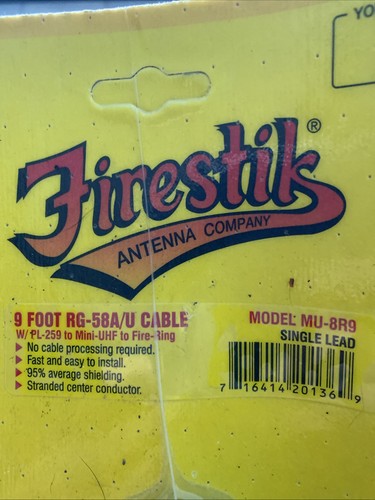 YO
Firestik®
ANTENNA COMPANY
9 FOOT RG-58A/U CABLE
W/ PL-259 to Mini-UHF to Fire-Ring
▶ No cable processing required.
▶ Fast and easy to install.
▶ 95% average shielding.
▶ Stranded center conductor.
MODEL MU-8R9
SINGLE LEAD
7 16414 20136 9